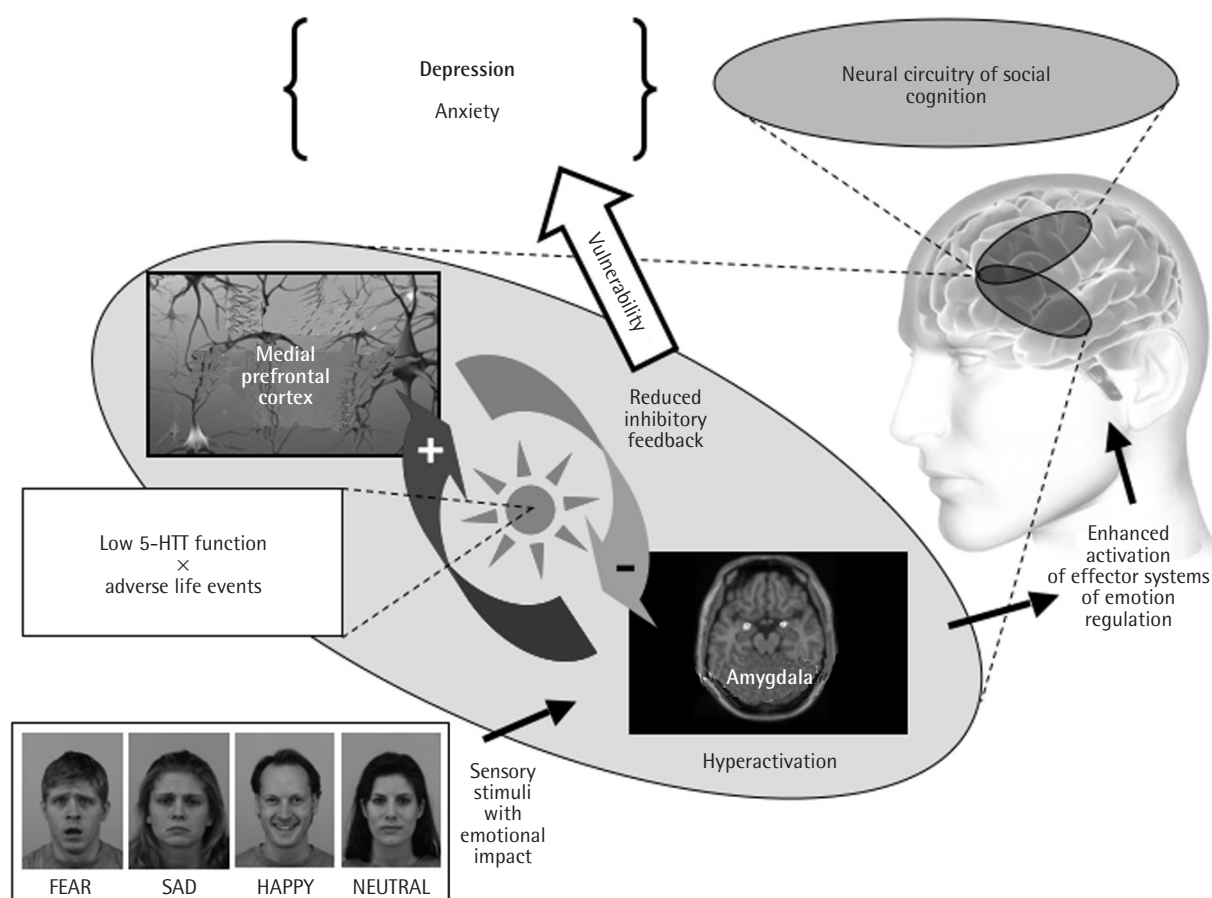 Depression
Anxiety
Neural circuitry of social
cognition
Vulnerability
Medial
prefrontal
cortex
+
Reduced
inhibitory
feedback
Low 5-HTT function
×
adverse life events
-
Amygdala
Hyperactivation
Enhanced
activation
of effector systems
of emotion
regulation
Sensory
stimuli
with
emotional
impact
FEAR
SAD
HAPPY
NEUTRAL